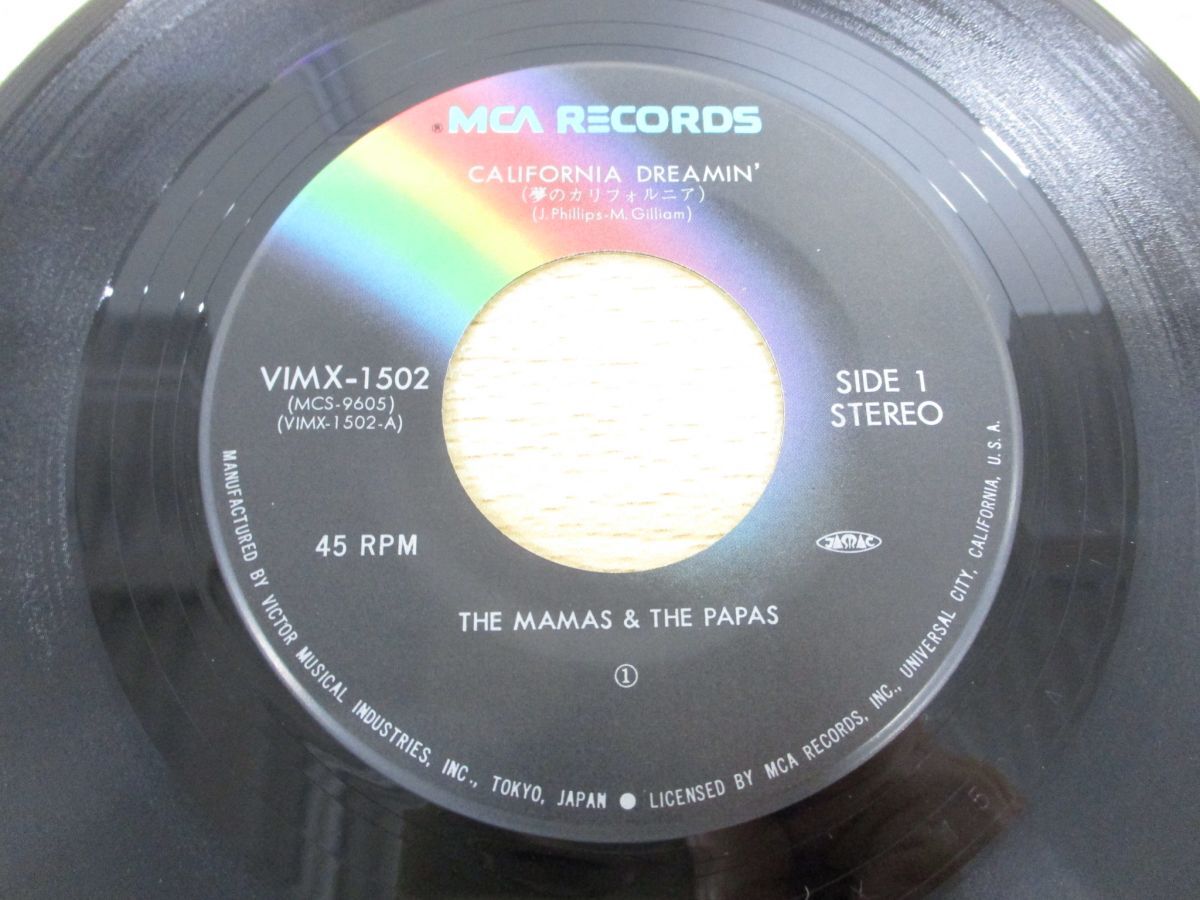 ® MCA RECORDS
CALIFORNIA DREAMIN'
(夢のカリフォルニア)
(J. Phillips-M. Gilliam)
VIMX-1502
(MCS-9605)
(VIMX-1502-A)
SIDE 1
STEREO
45 RPM
JASRAC
THE MAMAS & THE PAPAS
①
MANUFACTURED BY VICTOR MUSICAL INDUSTRIES, INC., TOKYO, JAPAN ● LICENSED BY MCA RECORDS, INC., UNIVERSAL CITY, CALIFORNIA, U.S.A.
5